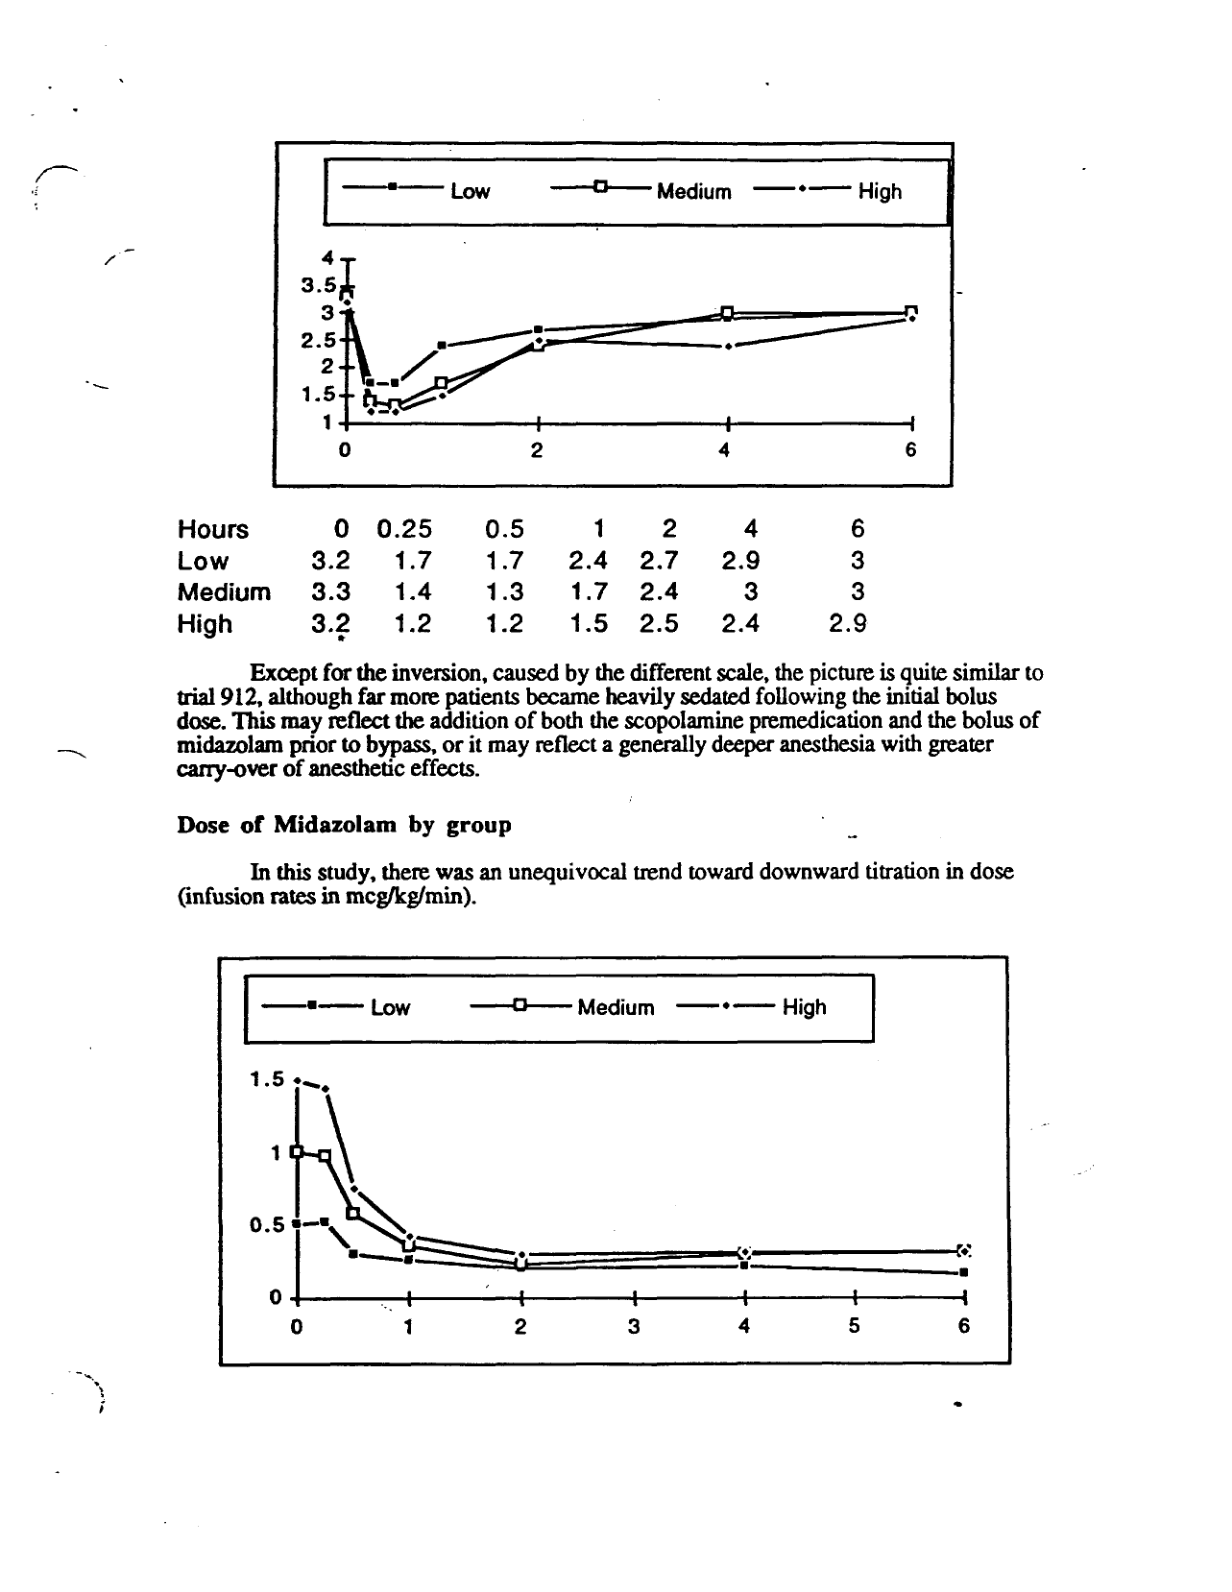 Low Medium High
4
3.5
3
2.5
2
1.5
1
0 2 4 6
Hours 0 0.25 0.5 1 2 4 6
Low 3.2 1.7 1.7 2.4 2.7 2.9 3
Medium 3.3 1.4 1.3 1.7 2.4 3 3
High 3.2 1.2 1.2 1.5 2.5 2.4 2.9
Except for the inversion, caused by the different scale, the picture is quite similar to
trial 912, although far more patients became heavily sedated following the initial bolus
dose. This may reflect the addition of both the scopolamine premedication and the bolus of
midazolam prior to bypass, or it may reflect a generally deeper anesthesia with greater
carry-over of anesthetic effects.
Dose of Midazolam by group
In this study, there was an unequivocal trend toward downward titration in dose
(infusion rates in mcg/kg/min).
Low Medium High
1.5
1
0.5
0
0 1 2 3 4 5 6